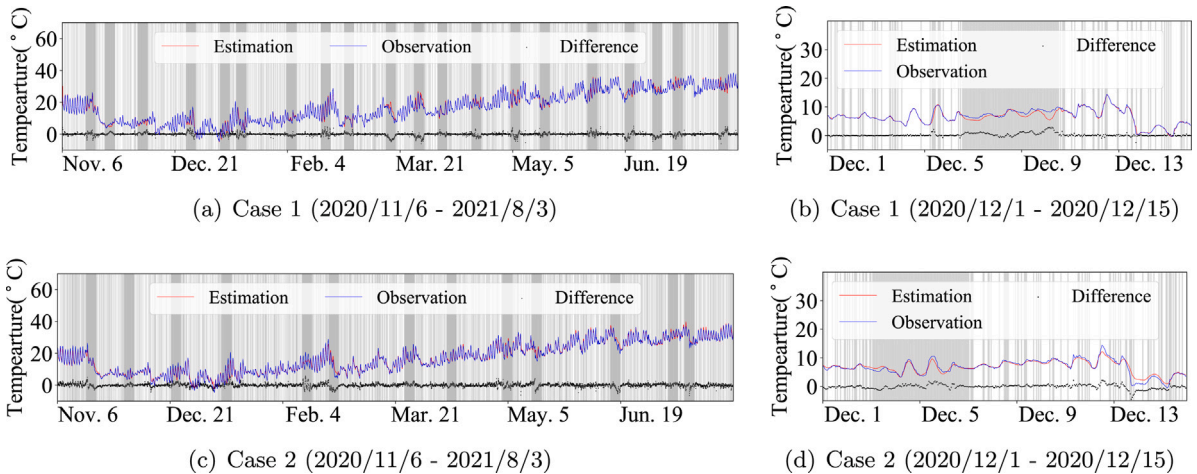 Tempearture(°C)
60
40
20
0
Estimation Observation Difference
Nov. 6 Dec. 21 Feb. 4 Mar. 21 May. 5 Jun. 19
(a) Case 1 (2020/11/6 - 2021/8/3)
Tempearture(°C)
30
20
10
0
Estimation Difference
Observation
Dec. 1 Dec. 5 Dec. 9 Dec. 13
(b) Case 1 (2020/12/1 - 2020/12/15)
Tempearture(°C)
60
40
20
0
Estimation Observation Difference
Nov. 6 Dec. 21 Feb. 4 Mar. 21 May. 5 Jun. 19
(c) Case 2 (2020/11/6 - 2021/8/3)
Tempearture(°C)
30
20
10
0
Estimation Difference
Observation
Dec. 1 Dec. 5 Dec. 9 Dec. 13
(d) Case 2 (2020/12/1 - 2020/12/15)